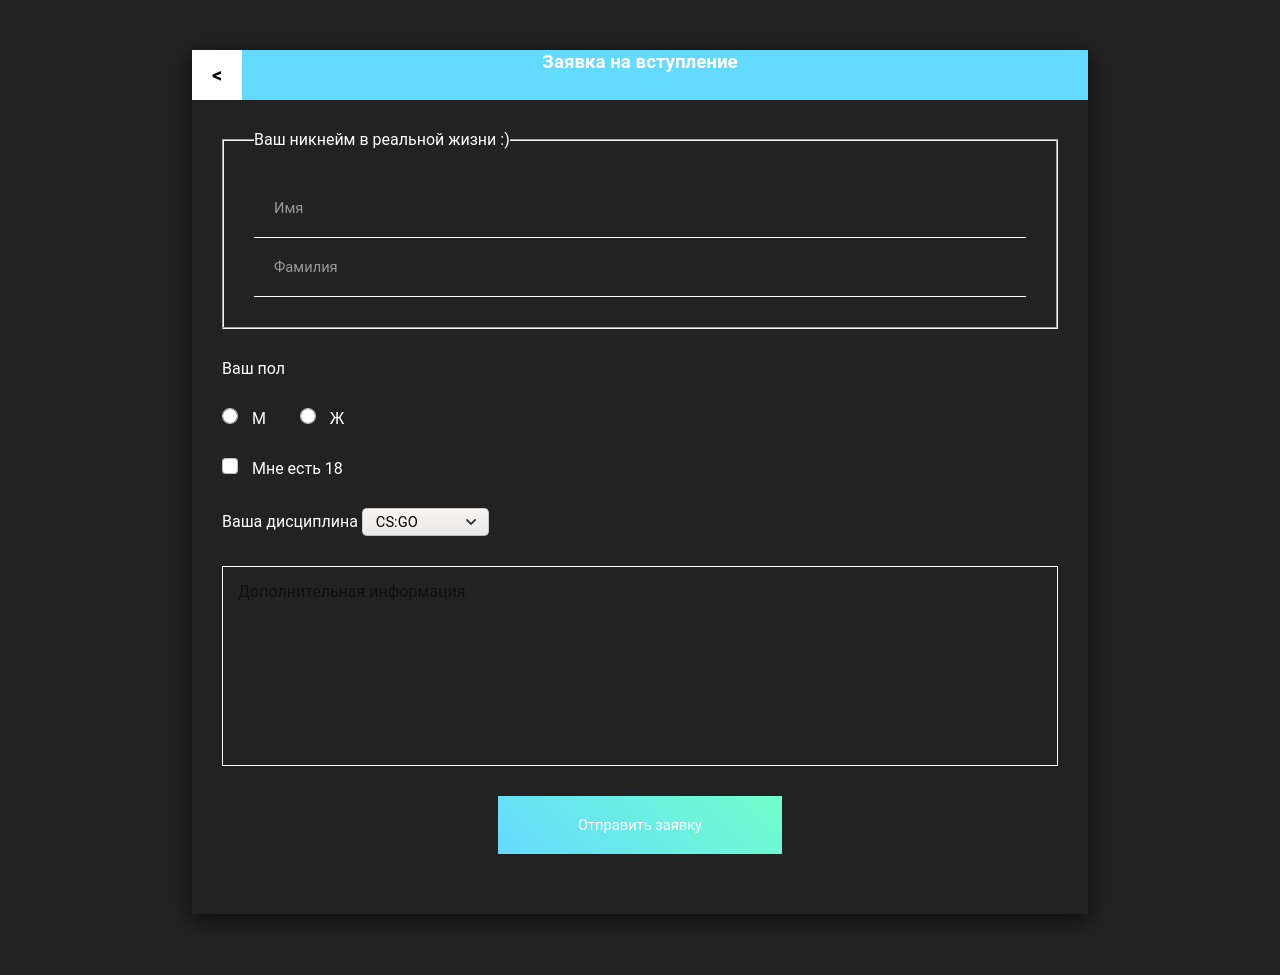 <
Заявка на вступление
Ваш никнейм в реальной жизни :)
Имя
Фамилия
Ваш пол
М Ж
Мне есть 18
Ваша дисциплина CS:GO
Дополнительная информация
Отправить заявку